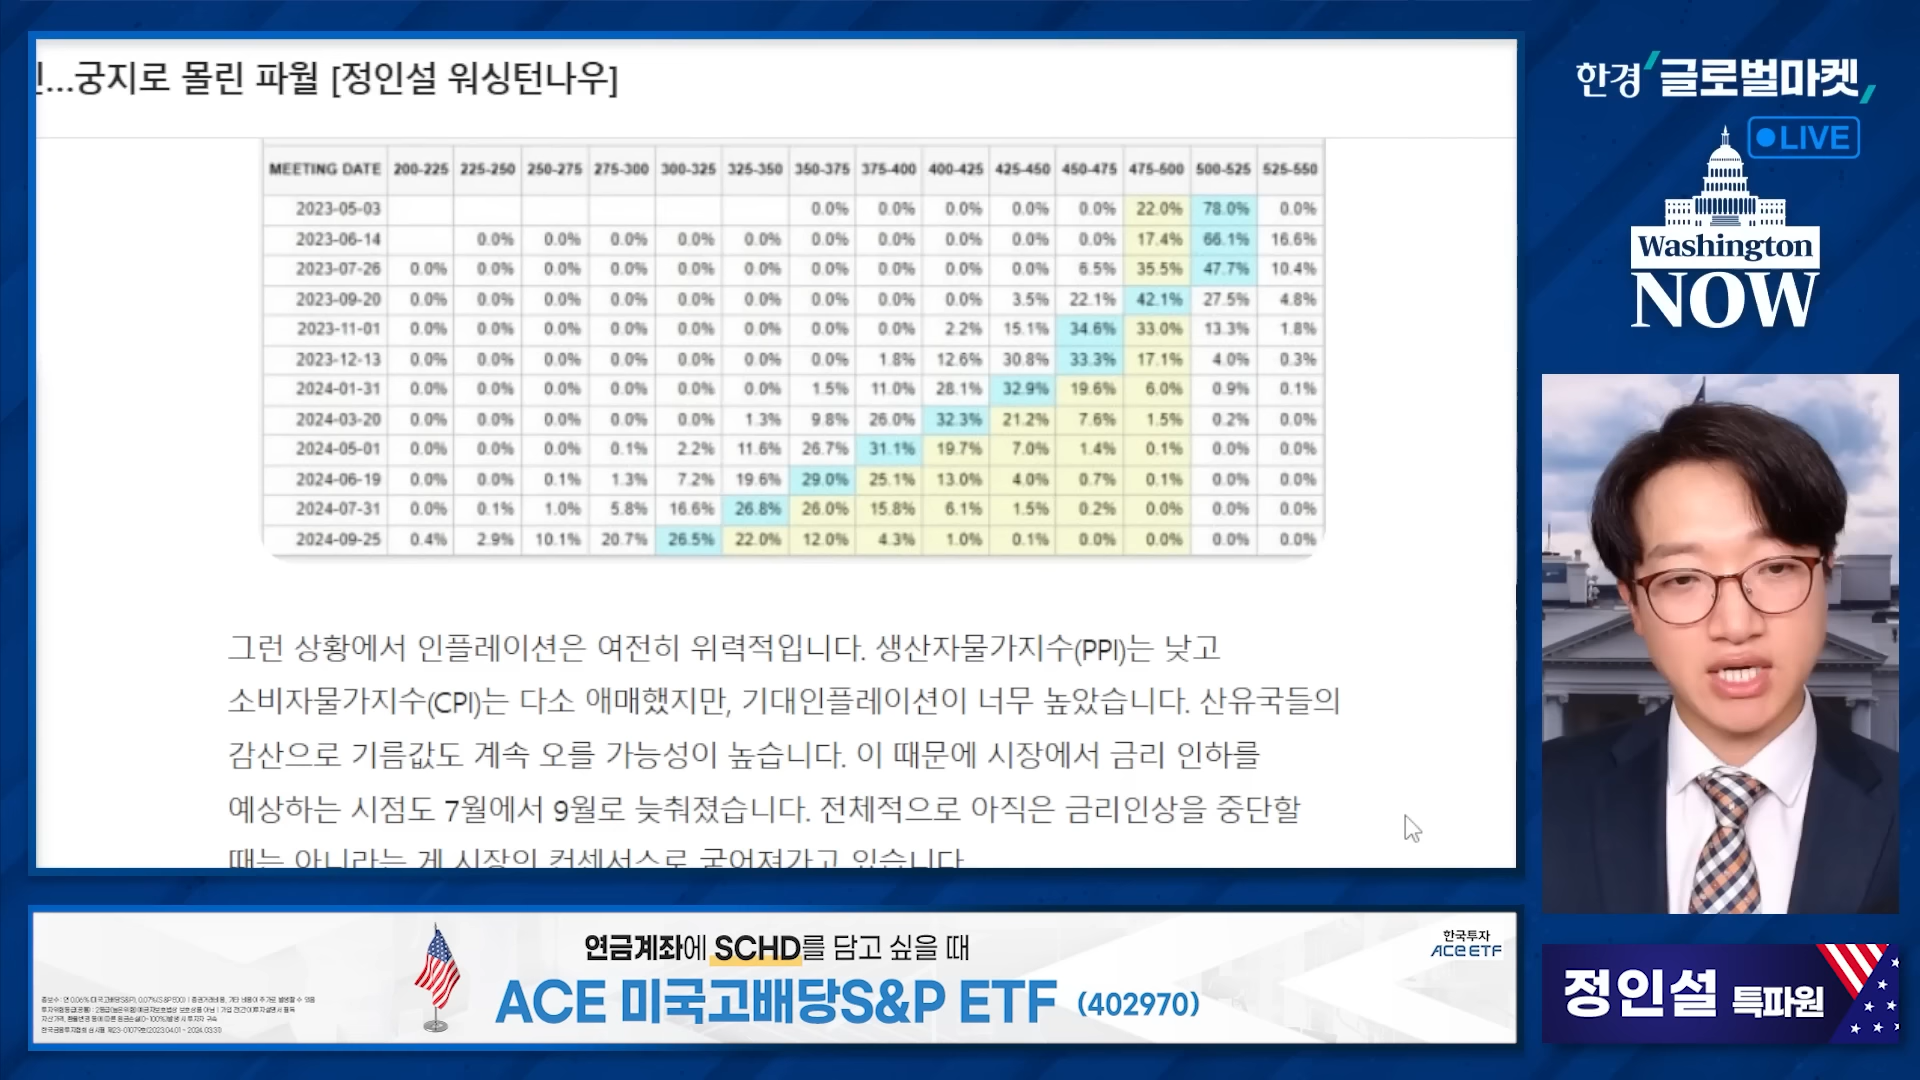 ...궁지로 몰린 파월 [정인설 워싱턴나우]
MEETING DATE 200-225 225-250 250-275 275-300 300-325 325-350 350-375 375-400 400-425 425-450 450-475 475-500 500-525 525-550
2023-05-03 0.0% 0.0% 0.0% 0.0% 0.0% 22.0% 78.0% 0.0%
2023-06-14 0.0% 0.0% 0.0% 0.0% 0.0% 0.0% 0.0% 0.0% 0.0% 0.0% 17.4% 66.1% 16.6%
2023-07-26 0.0% 0.0% 0.0% 0.0% 0.0% 0.0% 0.0% 0.0% 0.0% 0.0% 6.5% 35.5% 47.7% 10.4%
2023-09-20 0.0% 0.0% 0.0% 0.0% 0.0% 0.0% 0.0% 0.0% 0.0% 3.5% 22.1% 42.1% 27.5% 4.8%
2023-11-01 0.0% 0.0% 0.0% 0.0% 0.0% 0.0% 0.0% 0.0% 2.2% 15.1% 34.6% 33.0% 13.3% 1.8%
2023-12-13 0.0% 0.0% 0.0% 0.0% 0.0% 0.0% 0.0% 1.8% 12.6% 30.8% 33.3% 17.1% 4.0% 0.3%
2024-01-31 0.0% 0.0% 0.0% 0.0% 0.0% 0.0% 1.5% 11.0% 28.1% 32.9% 19.6% 6.0% 0.9% 0.1%
2024-03-20 0.0% 0.0% 0.0% 0.0% 0.0% 1.3% 9.8% 26.0% 32.3% 21.2% 7.6% 1.5% 0.2% 0.0%
2024-05-01 0.0% 0.0% 0.0% 0.1% 2.2% 11.6% 26.7% 31.1% 19.7% 7.0% 1.4% 0.1% 0.0% 0.0%
2024-06-19 0.0% 0.0% 0.1% 1.3% 7.2% 19.6% 29.0% 25.1% 13.0% 4.0% 0.7% 0.1% 0.0% 0.0%
2024-07-31 0.0% 0.1% 1.0% 5.8% 16.6% 26.8% 26.0% 15.8% 6.1% 1.5% 0.2% 0.0% 0.0% 0.0%
2024-09-25 0.4% 2.9% 10.1% 20.7% 26.5% 22.0% 12.0% 4.3% 1.0% 0.1% 0.0% 0.0% 0.0% 0.0%
그런 상황에서 인플레이션은 여전히 위력적입니다. 생산자물가지수(PPI)는 낮고
소비자물가지수(CPI)는 다소 애매했지만, 기대인플레이션이 너무 높았습니다. 산유국들의
감산으로 기름값도 계속 오를 가능성이 높습니다. 이 때문에 시장에서 금리 인하를
예상하는 시점도 7월에서 9월로 늦춰졌습니다. 전체적으로 아직은 금리인상을 중단할
때는 아니라는 게 시장의 컨센서스로 굳어져가고 있습니다
한경 글로벌마켓
LIVE
Washington
NOW
정인설 특파원
연금계좌에 SCHD를 담고 싶을 때
ACE 미국고배당S&P ETF (402970)
한국투자
ACE ETF